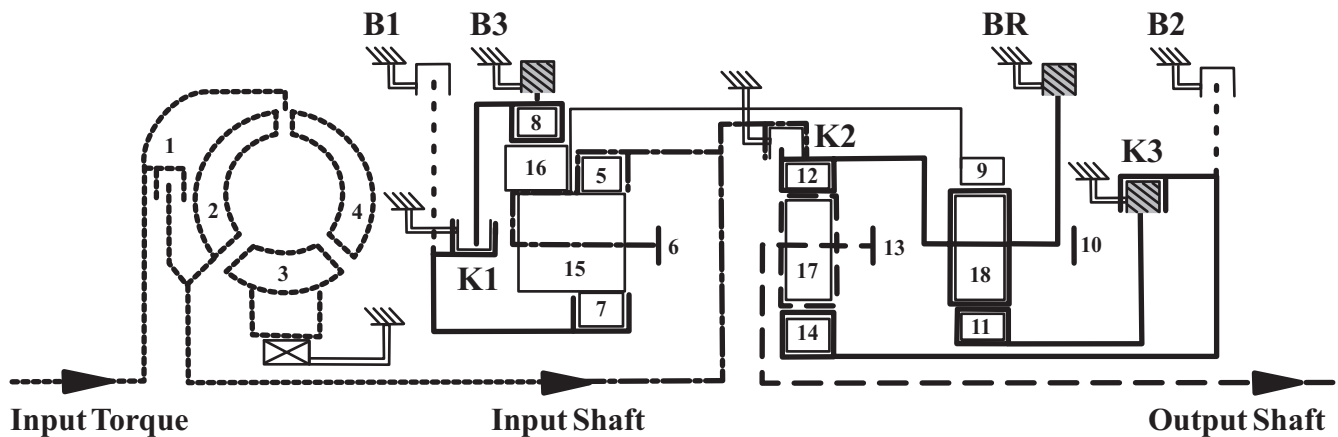 B1 B3 BR B2
8
1 16 5 K2 12 9 K3
2 4
6 13 10
3 K1 15 17 18
7 14 11
Input Torque Input Shaft Output Shaft